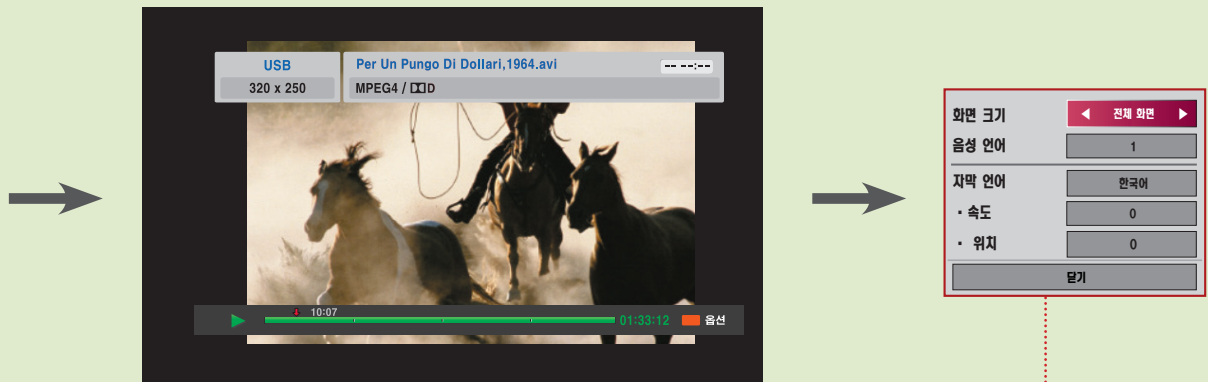 USB
320 x 250
Per Un Pungo Di Dollari,1964.avi
-- --:--
MPEG4 / D
10:07
01:33:12
옵션
화면 크기
전체 화면
음성 언어
1
자막 언어
한국어
· 속도
0
· 위치
0
닫기